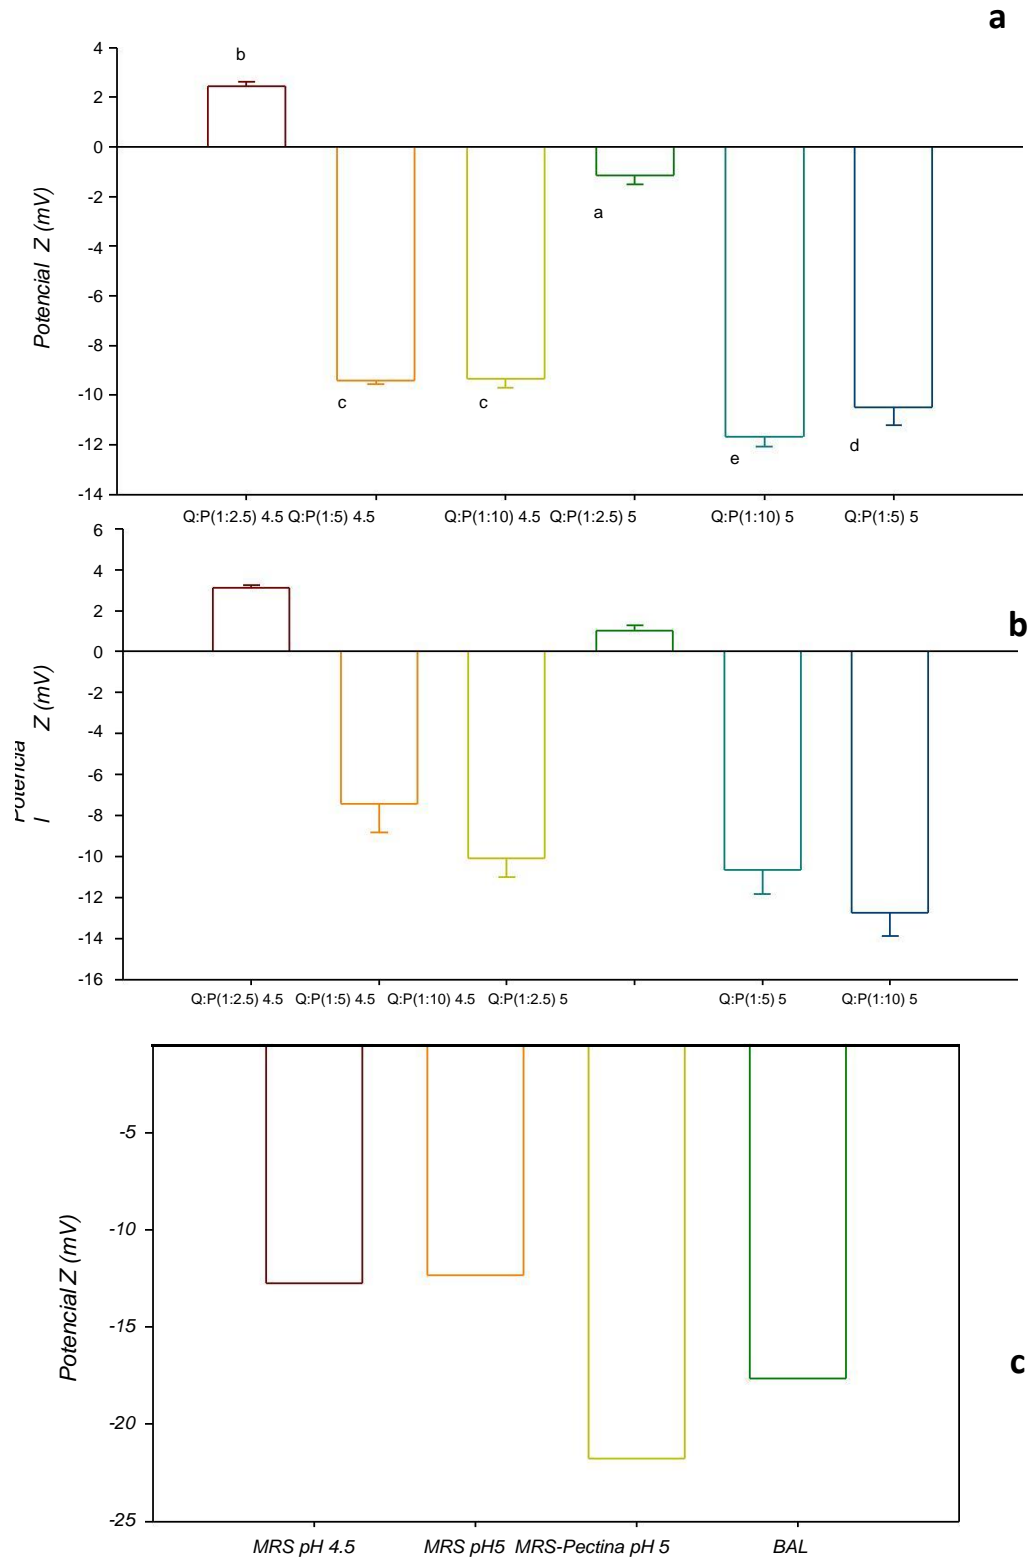 a
4
b
2
0
-2
a
-4
Potencial Z (mV)
-6
-8
-10
c
c
-12
e
d
-14
Q:P(1:2.5) 4.5 Q:P(1:5) 4.5 Q:P(1:10) 4.5 Q:P(1:2.5) 5 Q:P(1:10) 5 Q:P(1:5) 5
6
4
b
2
0
-2
-4
Potencia
l
Z (mV)
-6
-8
-10
-12
-14
-16
Q:P(1:2.5) 4.5 Q:P(1:5) 4.5 Q:P(1:10) 4.5 Q:P(1:2.5) 5 Q:P(1:5) 5 Q:P(1:10) 5
-5
-10
Potencial Z (mV)
-15
c
-20
-25
MRS pH 4.5 MRS pH5 MRS-Pectina pH 5 BAL